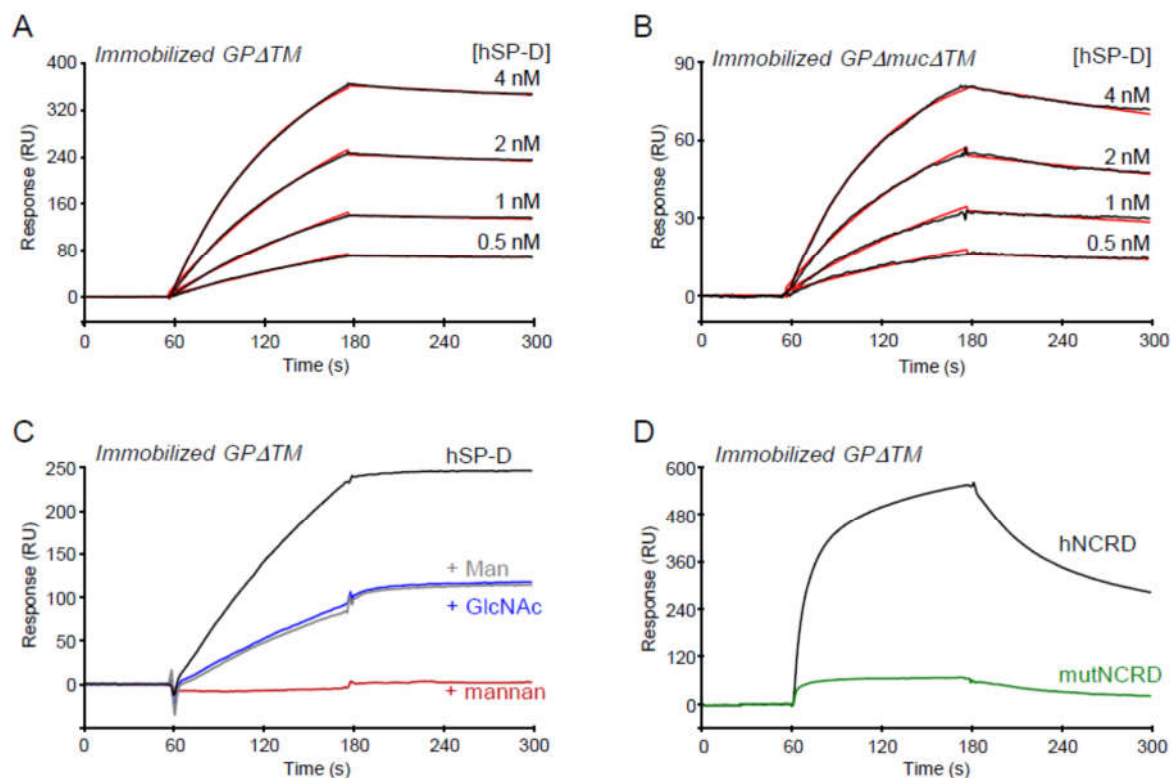 A
Immobilized GPΔTM
[hSP-D]
400
320
240
160
80
0
Response (RU)
4 nM
2 nM
1 nM
0.5 nM
0 60 120 180 240 300
Time (s)
B
Immobilized GPΔmucΔTM
[hSP-D]
90
60
30
0
Response (RU)
4 nM
2 nM
1 nM
0.5 nM
0 60 120 180 240 300
Time (s)
C
Immobilized GPΔTM
250
200
150
100
50
0
Response (RU)
hSP-D
+ Man
+ GlcNAc
+ mannan
0 60 120 180 240 300
Time (s)
D
Immobilized GPΔTM
600
480
360
240
120
0
Response (RU)
hNCRD
mutNCRD
0 60 120 180 240 300
Time (s)